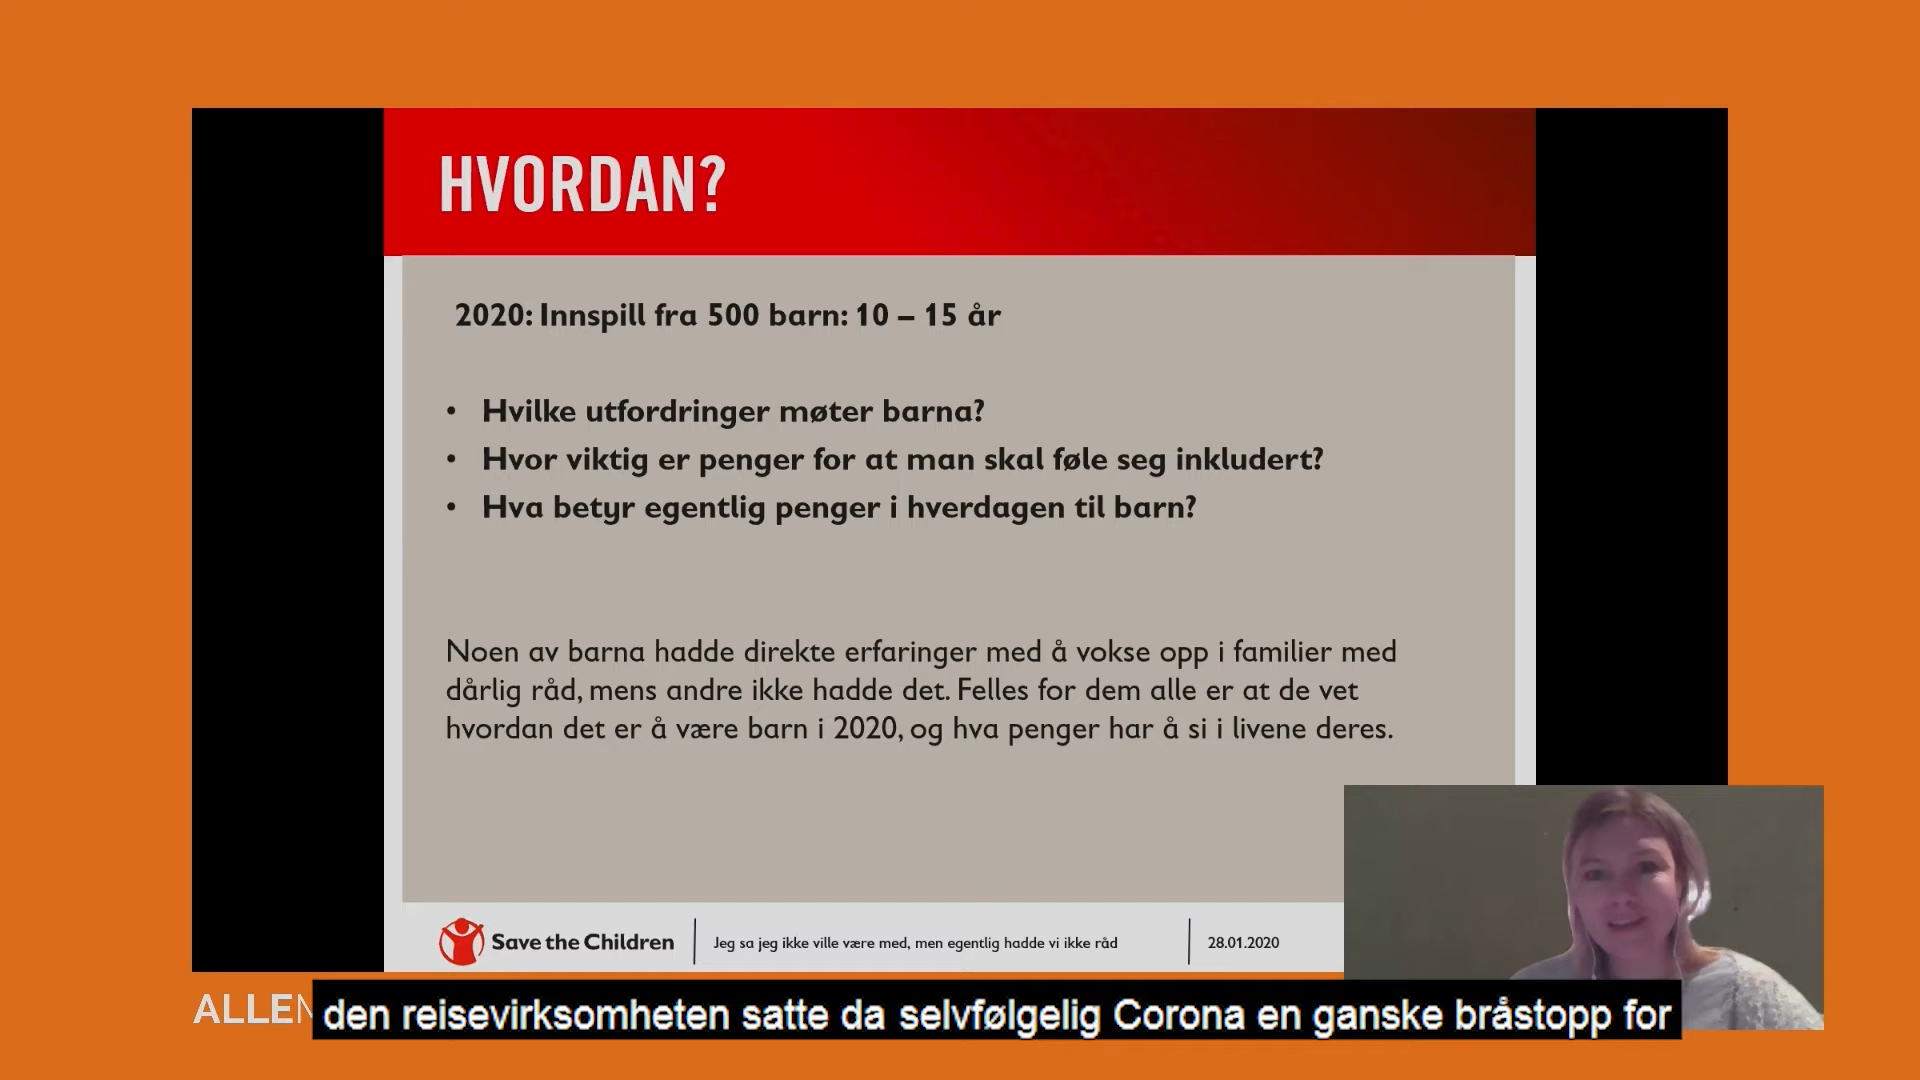 HVORDAN?
2020: Innspill fra 500 barn: 10 – 15 år
• Hvilke utfordringer møter barna?
• Hvor viktig er penger for at man skal føle seg inkludert?
• Hva betyr egentlig penger i hverdagen til barn?
Noen av barna hadde direkte erfaringer med å vokse opp i familier med
dårlig råd, mens andre ikke hadde det. Felles for dem alle er at de vet
hvordan det er å være barn i 2020, og hva penger har å si i livene deres.
Save the Children
Jeg sa jeg ikke ville være med, men egentlig hadde vi ikke råd
28.01.2020
den reisevirksomheten satte da selvfølgelig Corona en ganske bråstopp for